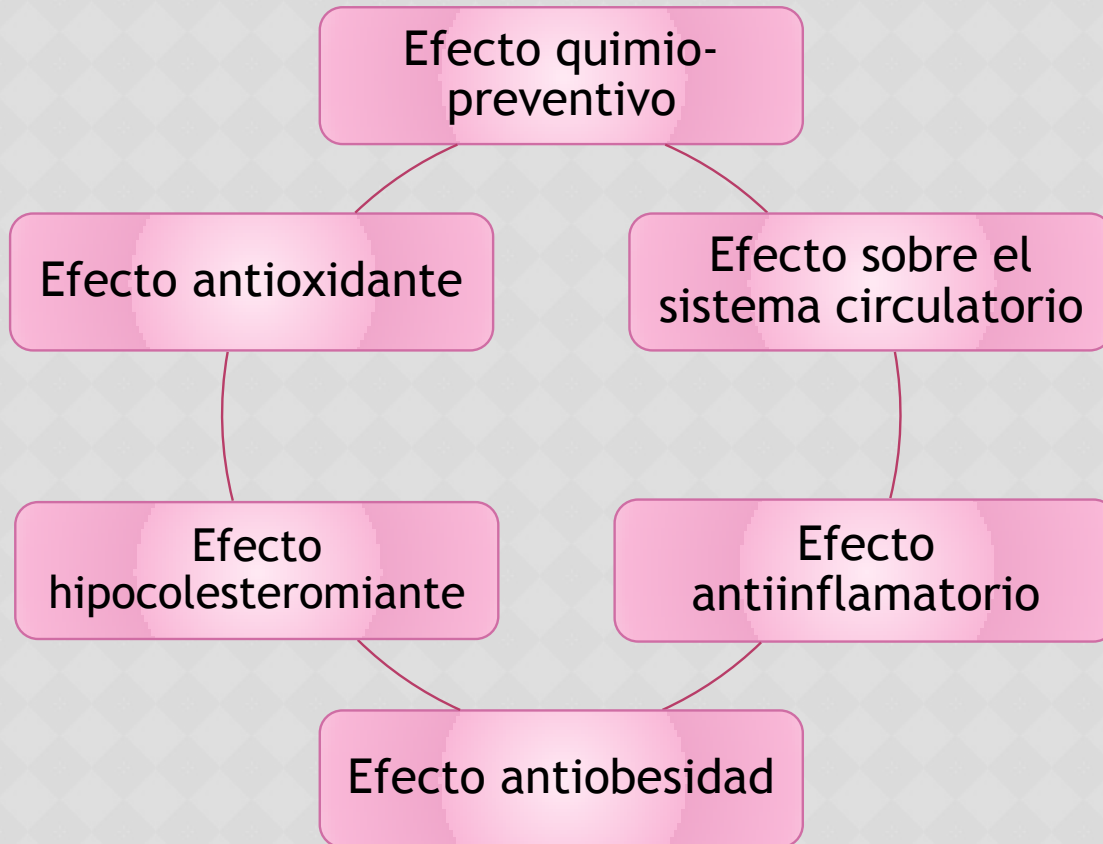 Efecto quimio-
preventivo
Efecto antioxidante
Efecto sobre el
sistema circulatorio
Efecto
hipocolesteromiante
Efecto
antiinflamatorio
Efecto antiobesidad